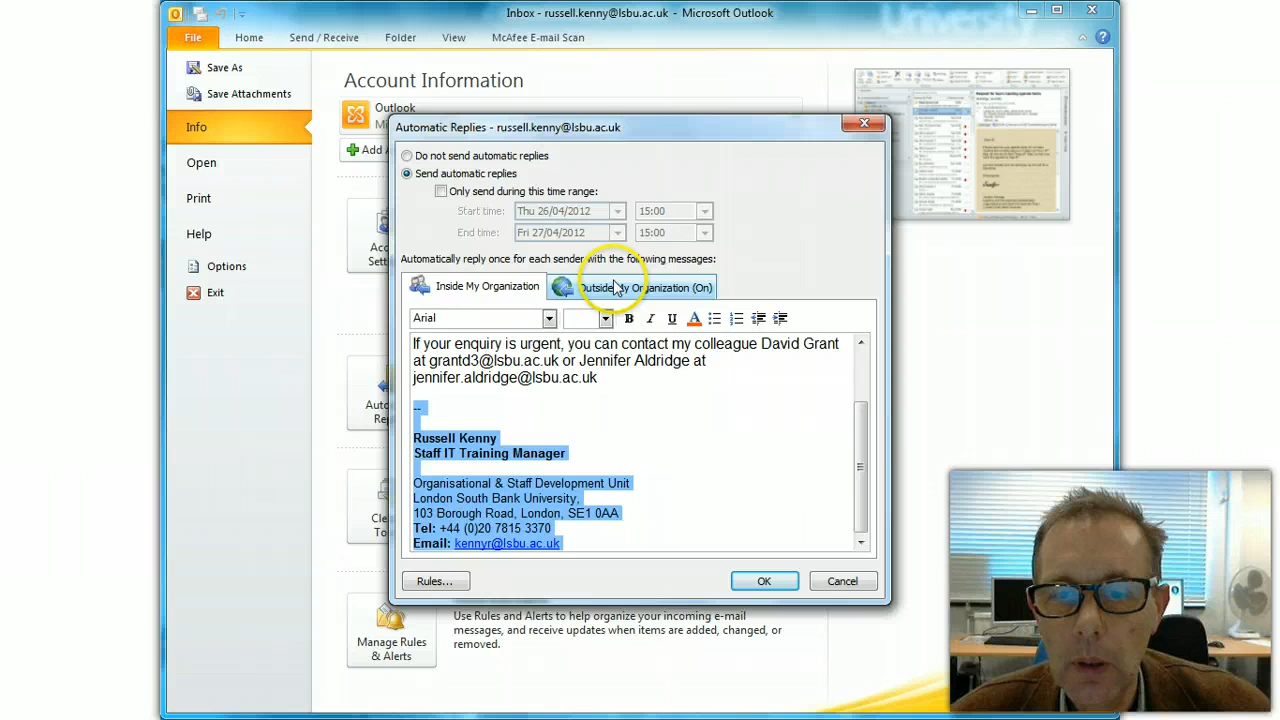 Inbox - russell.kenny@lsbu.ac.uk - Microsoft Outlook
File Home Send / Receive Folder View McAfee E-mail Scan
Save As
Save Attachments
Info
Open
Print
Help
Options
Exit
Account Information
Outlook
Automatic Replies - russell.kenny@lsbu.ac.uk
Do not send automatic replies
Send automatic replies
Only send during this time range:
Start time: Thu 26/04/2012 15:00
End time: Fri 27/04/2012 15:00
Automatically reply once for each sender with the following messages:
Inside My Organization Outside My Organization (On)
Arial B I U A
If your enquiry is urgent, you can contact my colleague David Grant
at grantd3@lsbu.ac.uk or Jennifer Aldridge at
jennifer.aldridge@lsbu.ac.uk
--
Russell Kenny
Staff IT Training Manager
Organisational & Staff Development Unit
London South Bank University,
103 Borough Road, London, SE1 0AA
Tel: +44 (0)20 7815 3370
Email: kennyr@lsbu.ac.uk
Rules... OK Cancel
Manage Rules
& Alerts
Use Rules and Alerts to help organize your incoming e-mail
messages, and receive updates when items are added, changed, or
removed.